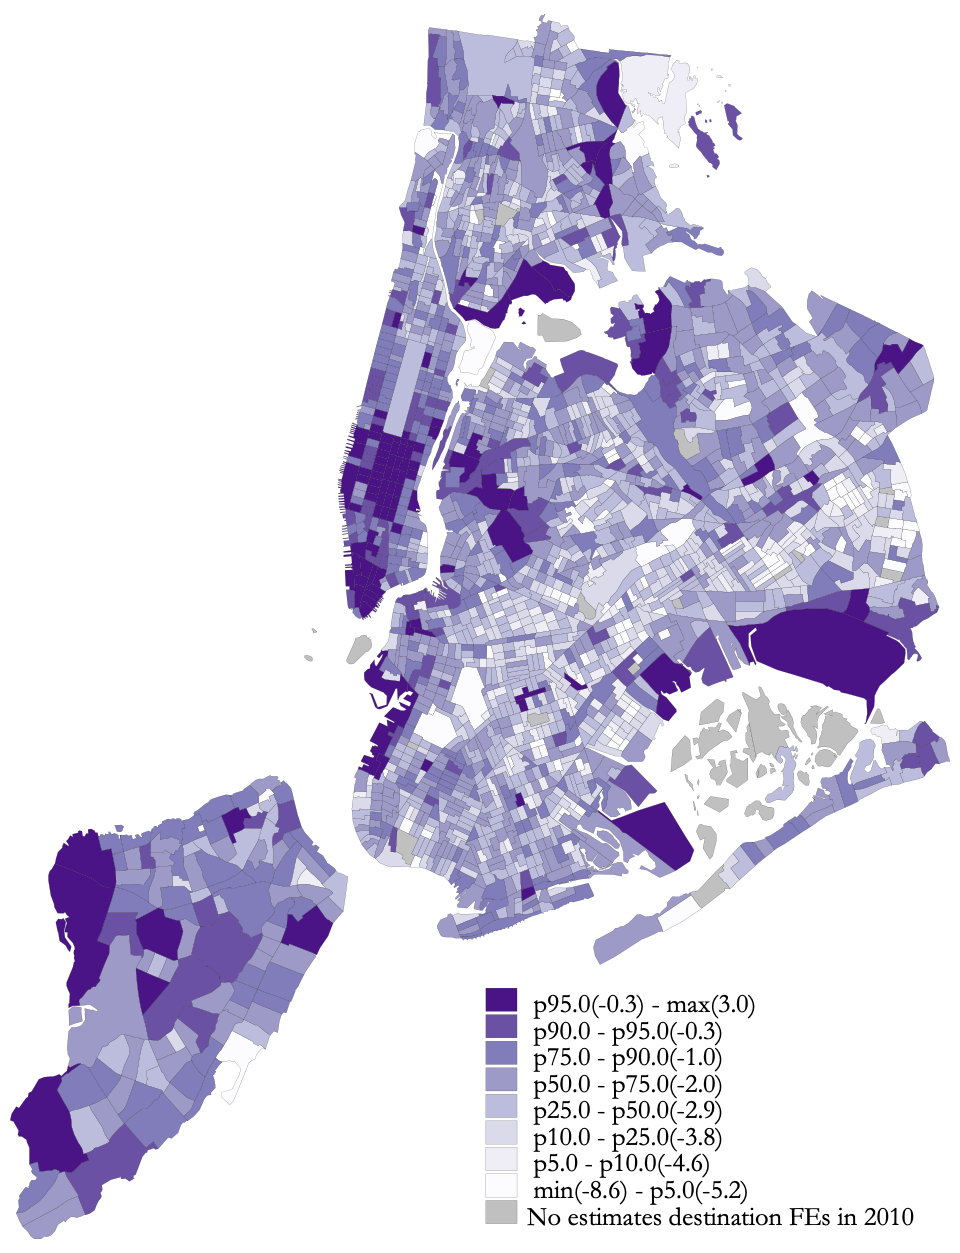 p95.0(-0.3) - max(3.0)
p90.0 - p95.0(-0.3)
p75.0 - p90.0(-1.0)
p50.0 - p75.0(-2.0)
p25.0 - p50.0(-2.9)
p10.0 - p25.0(-3.8)
p5.0 - p10.0(-4.6)
min(-8.6) - p5.0(-5.2)
No estimates destination FEs in 2010